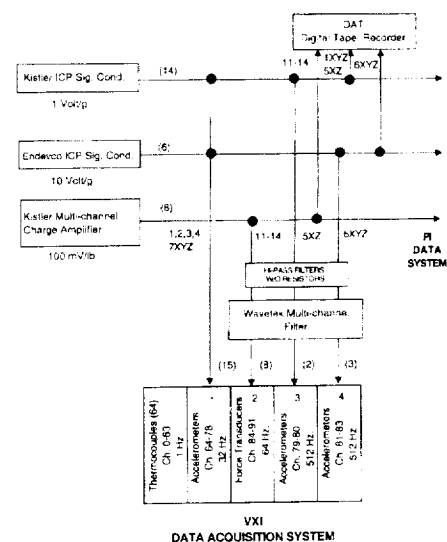 DAT
Digital Tape Recorder
1XYZ
5XZ
6XYZ
11-14
Kistler ICP Sig. Cond.
(14)
1 Volt/g
Endevco ICP Sig. Cond.
(6)
10 Volt/g
Kistler Multi-channel
Charge Amplifier
(8)
100 mV/lb
1,2,3,4
7XYZ
11-14
5XZ
6XYZ
PI
DATA
SYSTEM
HI-PASS FILTERS
W/O RESISTORS
Wavetex Multi-channel
Filter
(15)
(8)
(2)
(3)
Thermocouples (64)
Ch. 0-63
1 Hz
1
Accelerometers
Ch. 64-78
32 Hz
2
Force Transducers
Ch. 84-91
64 Hz
3
Accelerometers
Ch. 79-80
512 Hz
4
Accelerometers
Ch. 81-83
512 Hz
VXI
DATA ACQUISITION SYSTEM